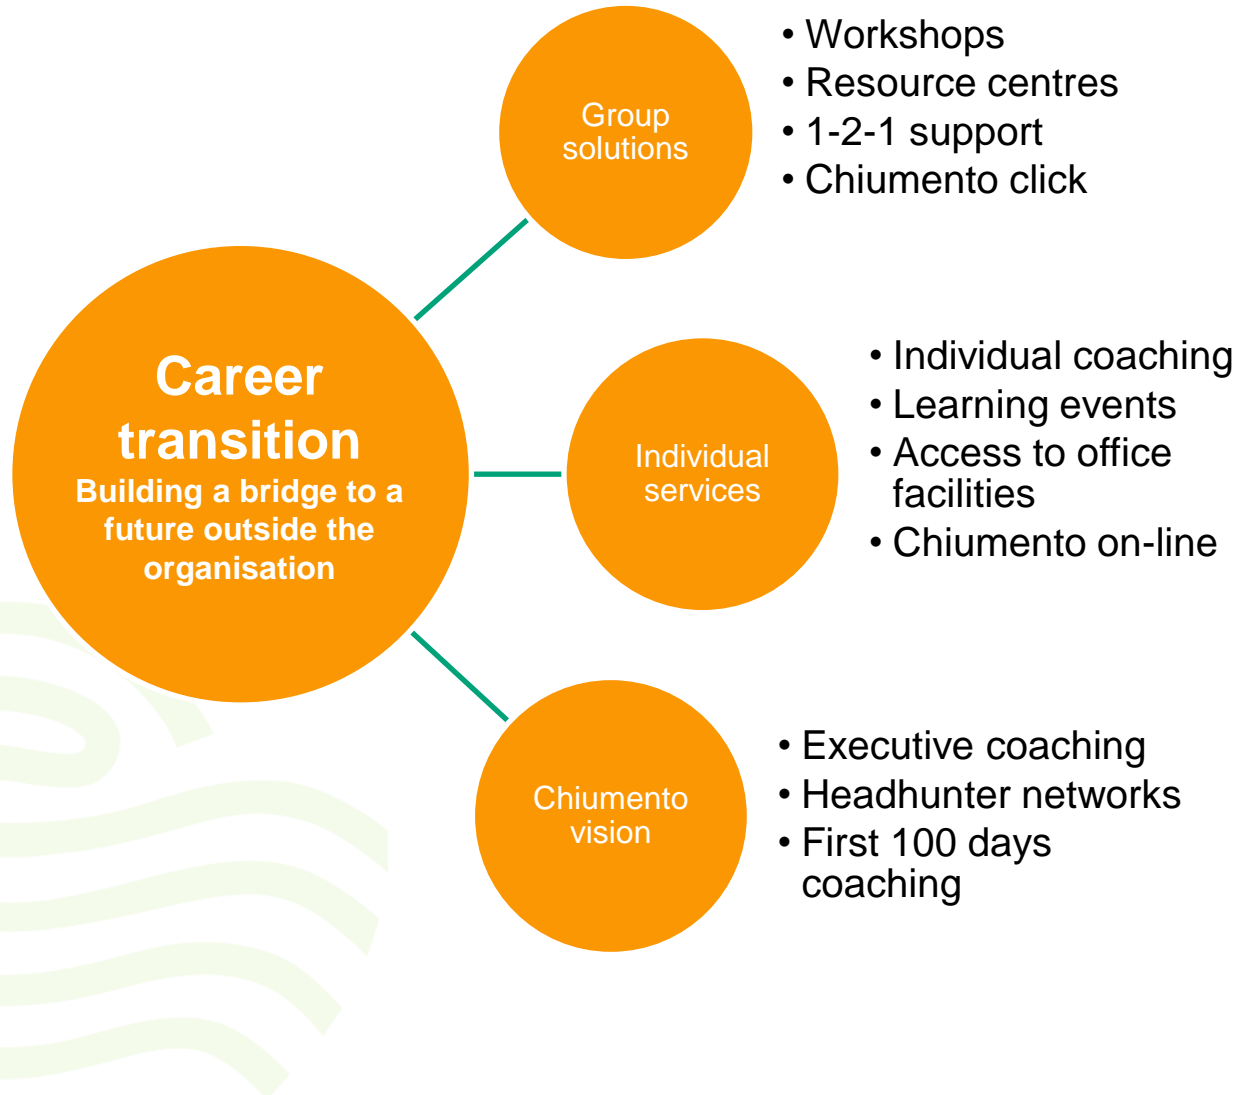 Career
transition
Building a bridge to a
future outside the
organisation
Group
solutions
• Workshops
• Resource centres
• 1-2-1 support
• Chiumento click
Individual
services
• Individual coaching
• Learning events
• Access to office
facilities
• Chiumento on-line
Chiumento
vision
• Executive coaching
• Headhunter networks
• First 100 days
coaching